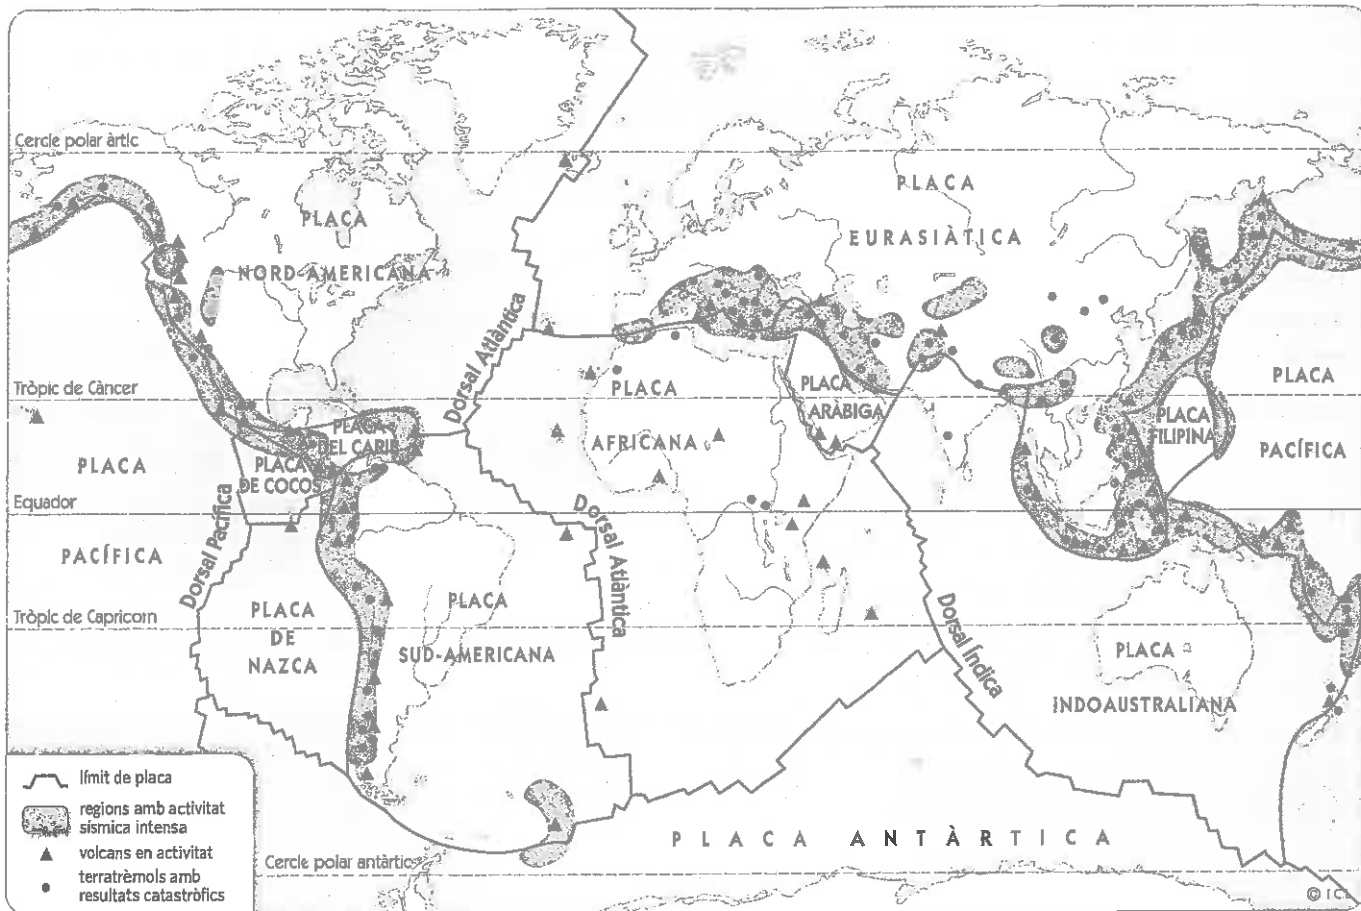 Cercle polar àrtic
PLACA
NORD-AMERICANA
PLACA
EURASIÀTICA
Dorsal Atlàntica
Tròpic de Càncer
PLACA
AFRICANA
PLACA
ARÀBIGA
PLACA
FILIPINA
PLACA
PACÍFICA
PLACA
DEL CARIB
PLACA
DE COCOS
PLACA
PACÍFICA
Equador
Dorsal Pacífica
Dorsal Atlàntica
Dorsal Índica
Tròpic de Capricorn
PLACA
DE
NAZCA
PLACA
SUD-AMERICANA
PLACA
INDOAUSTRALIANA
PLACA ANTÀRTICA
Cercle polar antàrtic
límit de placa
regions amb activitat
sísmica intensa
volcans en activitat
terratrèmols amb
resultats catastròfics